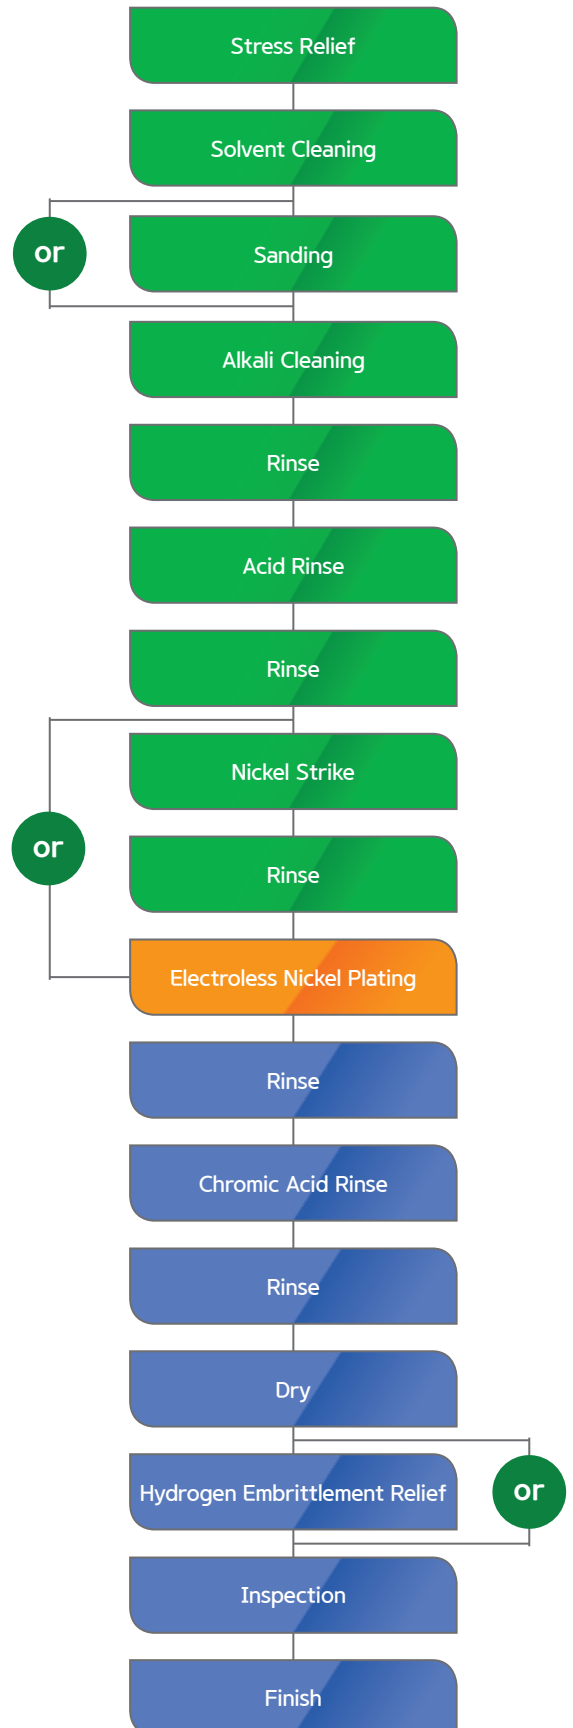 Stress Relief
Solvent Cleaning
or
Sanding
Alkali Cleaning
Rinse
Acid Rinse
Rinse
Nickel Strike
or
Rinse
Electroless Nickel Plating
Rinse
Chromic Acid Rinse
Rinse
Dry
Hydrogen Embrittlement Relief
or
Inspection
Finish